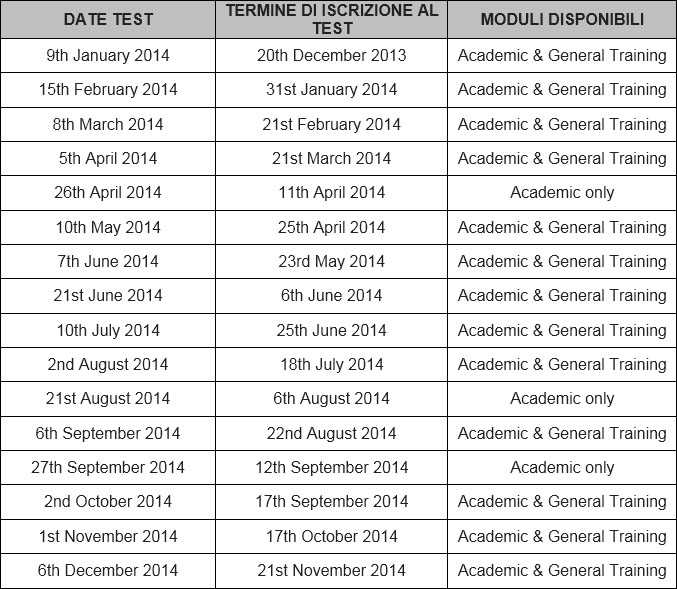 DATE TEST TERMINE DI ISCRIZIONE AL TEST MODULI DISPONIBILI
9th January 2014 20th December 2013 Academic & General Training
15th February 2014 31st January 2014 Academic & General Training
8th March 2014 21st February 2014 Academic & General Training
5th April 2014 21st March 2014 Academic & General Training
26th April 2014 11th April 2014 Academic only
10th May 2014 25th April 2014 Academic & General Training
7th June 2014 23rd May 2014 Academic & General Training
21st June 2014 6th June 2014 Academic & General Training
10th July 2014 25th June 2014 Academic & General Training
2nd August 2014 18th July 2014 Academic & General Training
21st August 2014 6th August 2014 Academic only
6th September 2014 22nd August 2014 Academic & General Training
27th September 2014 12th September 2014 Academic only
2nd October 2014 17th September 2014 Academic & General Training
1st November 2014 17th October 2014 Academic & General Training
6th December 2014 21st November 2014 Academic & General Training